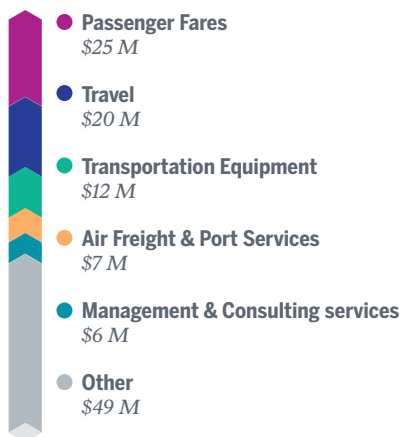 Passenger Fares
$25 M
Travel
$20 M
Transportation Equipment
$12 M
Air Freight & Port Services
$7 M
Management & Consulting services
$6 M
Other
$49 M